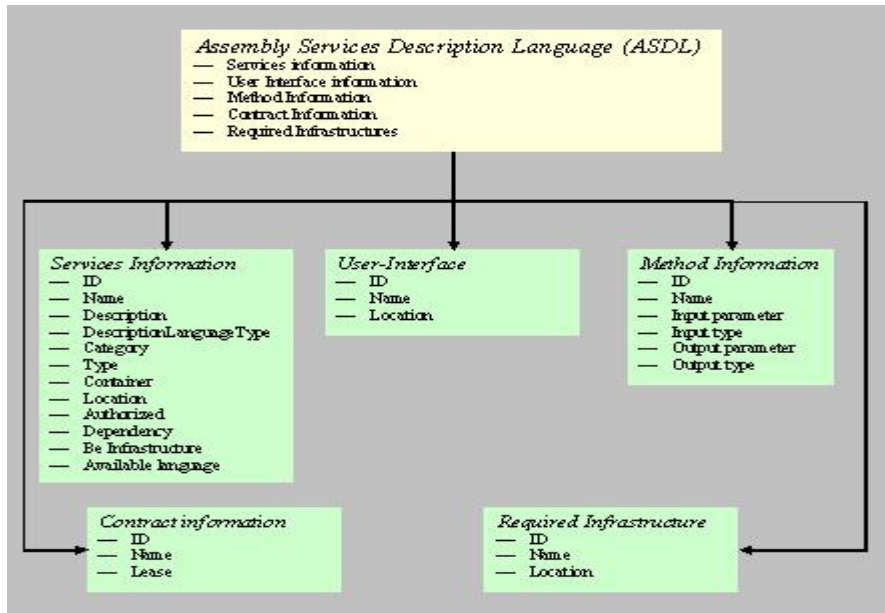 Assembly Services Description Language (ASDL)
— Services information
— User Interface information
— Method Information
— Contract Information
— Required Infrastructures
Services Information
— ID
— Name
— Description
— DescriptionLanguageType
— Category
— Type
— Container
— Location
— Authorized
— Dependency
— Be Infrastructure
— Available language
User-Interface
— ID
— Name
— Location
Method Information
— ID
— Name
— Input parameter
— Input type
— Output parameter
— Output type
Contract information
— ID
— Name
— Lease
Required Infrastructure
— ID
— Name
— Location